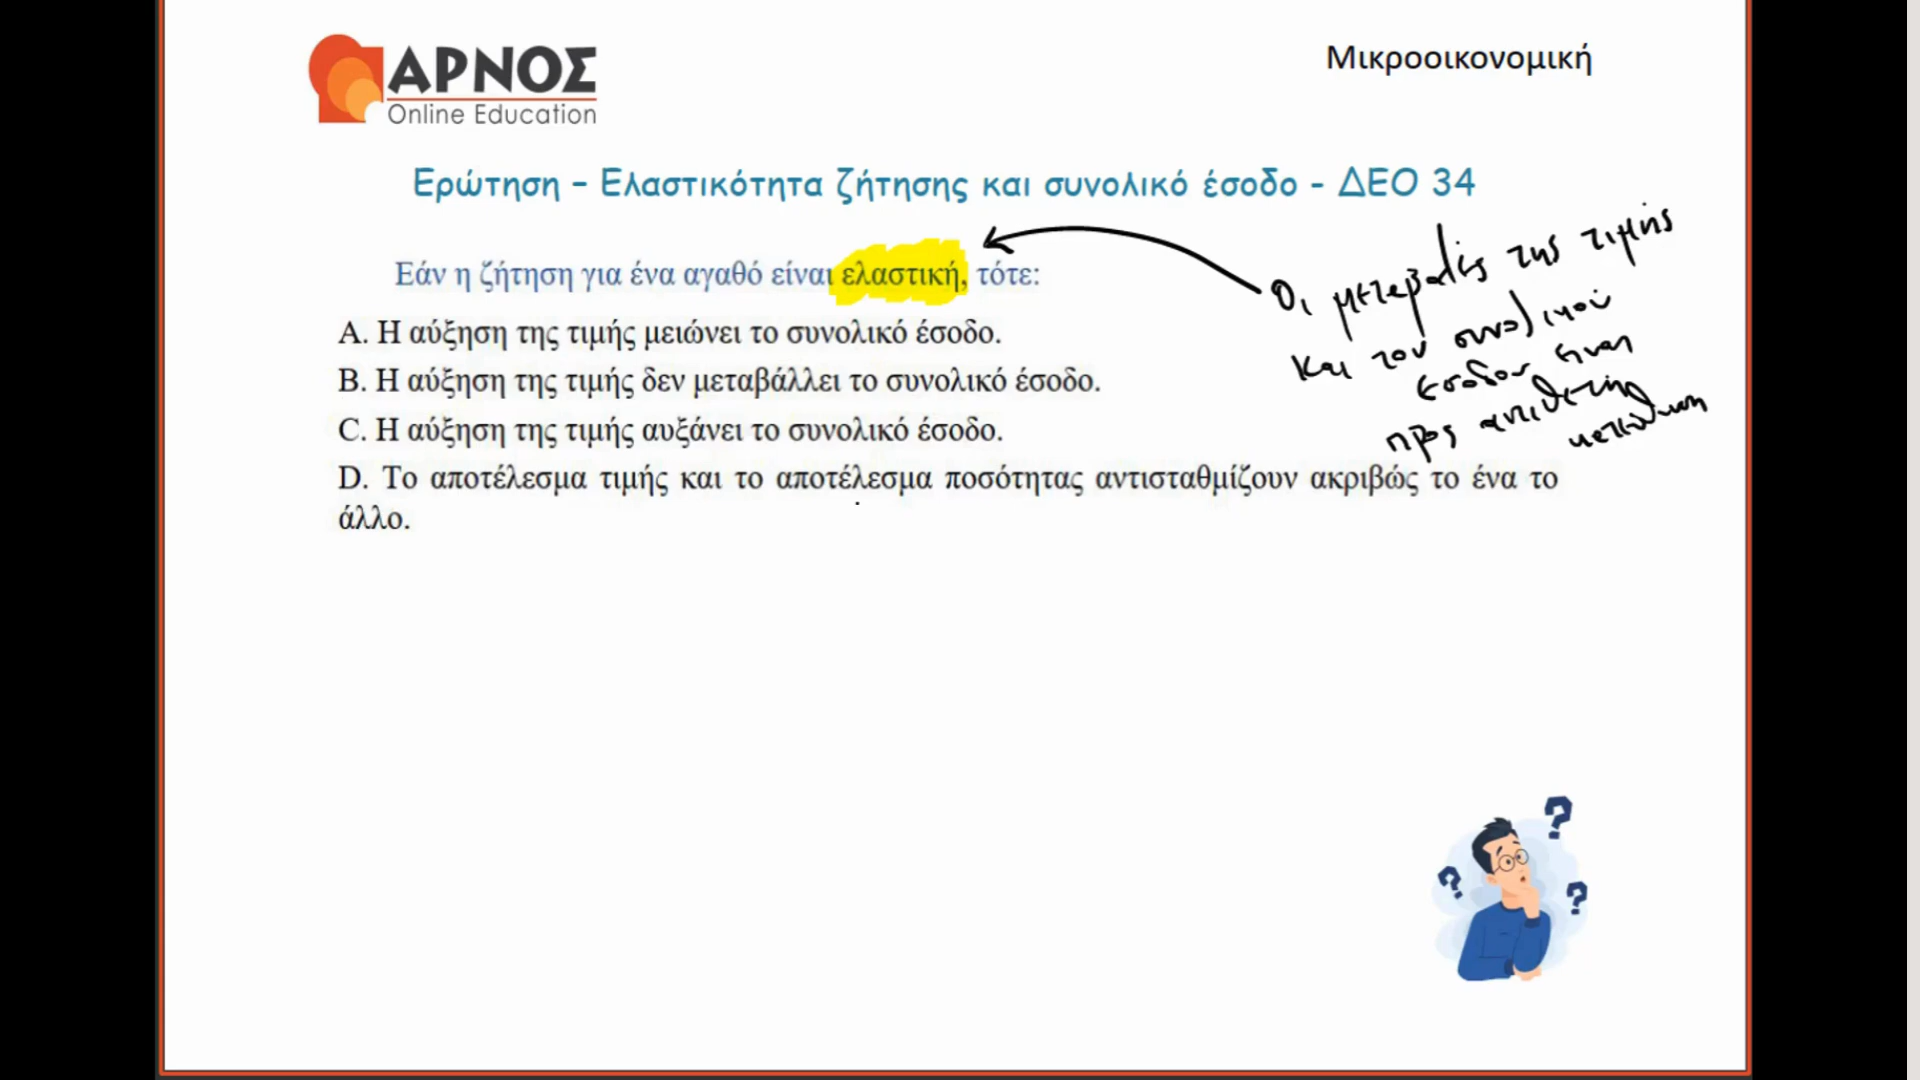 ΑΡΝΟΣ
Online Education
Μικροοικονομική
Ερώτηση – Ελαστικότητα ζήτησης και συνολικό έσοδο - ΔΕΟ 34
Εάν η ζήτηση για ένα αγαθό είναι ελαστική, τότε:
Α. Η αύξηση της τιμής μειώνει το συνολικό έσοδο.
Β. Η αύξηση της τιμής δεν μεταβάλλει το συνολικό έσοδο.
C. Η αύξηση της τιμής αυξάνει το συνολικό έσοδο.
D. Το αποτέλεσμα τιμής και το αποτέλεσμα ποσότητας αντισταθμίζουν ακριβώς το ένα το
άλλο.
Οι μεταβολές της τιμής
και του συνολικού
εσόδου είναι
προς αντίθετη
? ? ?